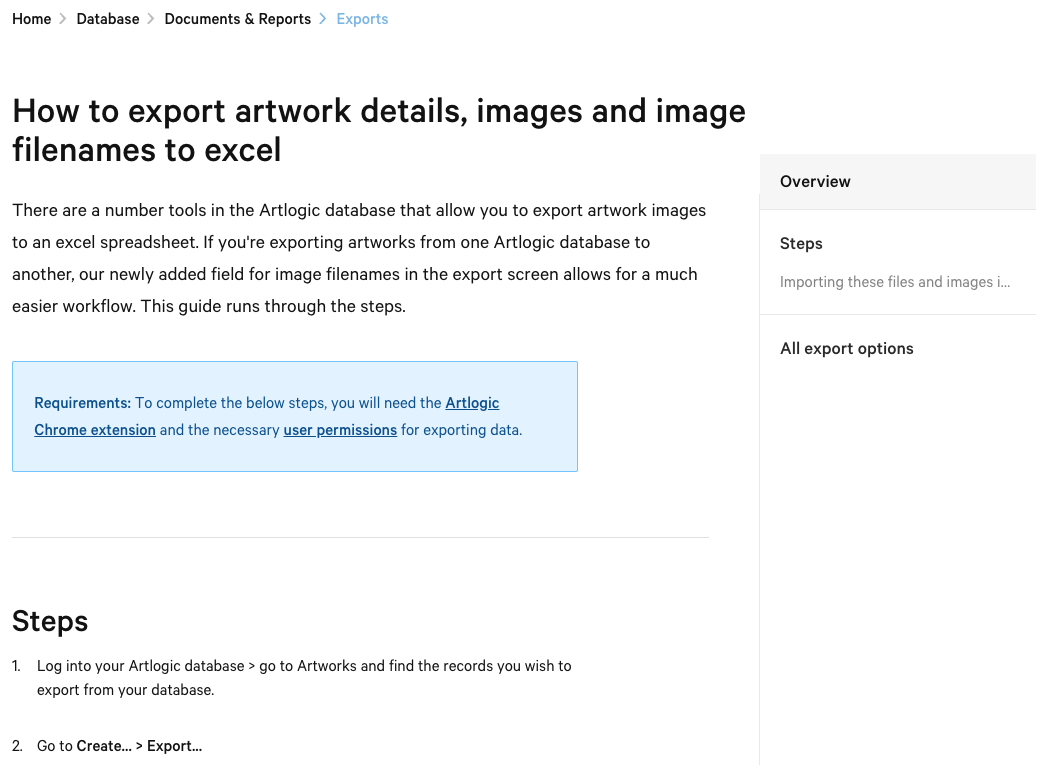 Home > Database > Documents & Reports > Exports
How to export artwork details, images and image
filenames to excel
There are a number tools in the Artlogic database that allow you to export artwork images
to an excel spreadsheet. If you're exporting artworks from one Artlogic database to
another, our newly added field for image filenames in the export screen allows for a much
easier workflow. This guide runs through the steps.
Requirements: To complete the below steps, you will need the Artlogic
Chrome extension and the necessary user permissions for exporting data.
Steps
1. Log into your Artlogic database > go to Artworks and find the records you wish to
export from your database.
2. Go to Create... > Export...
Overview
Steps
Importing these files and images i...
All export options